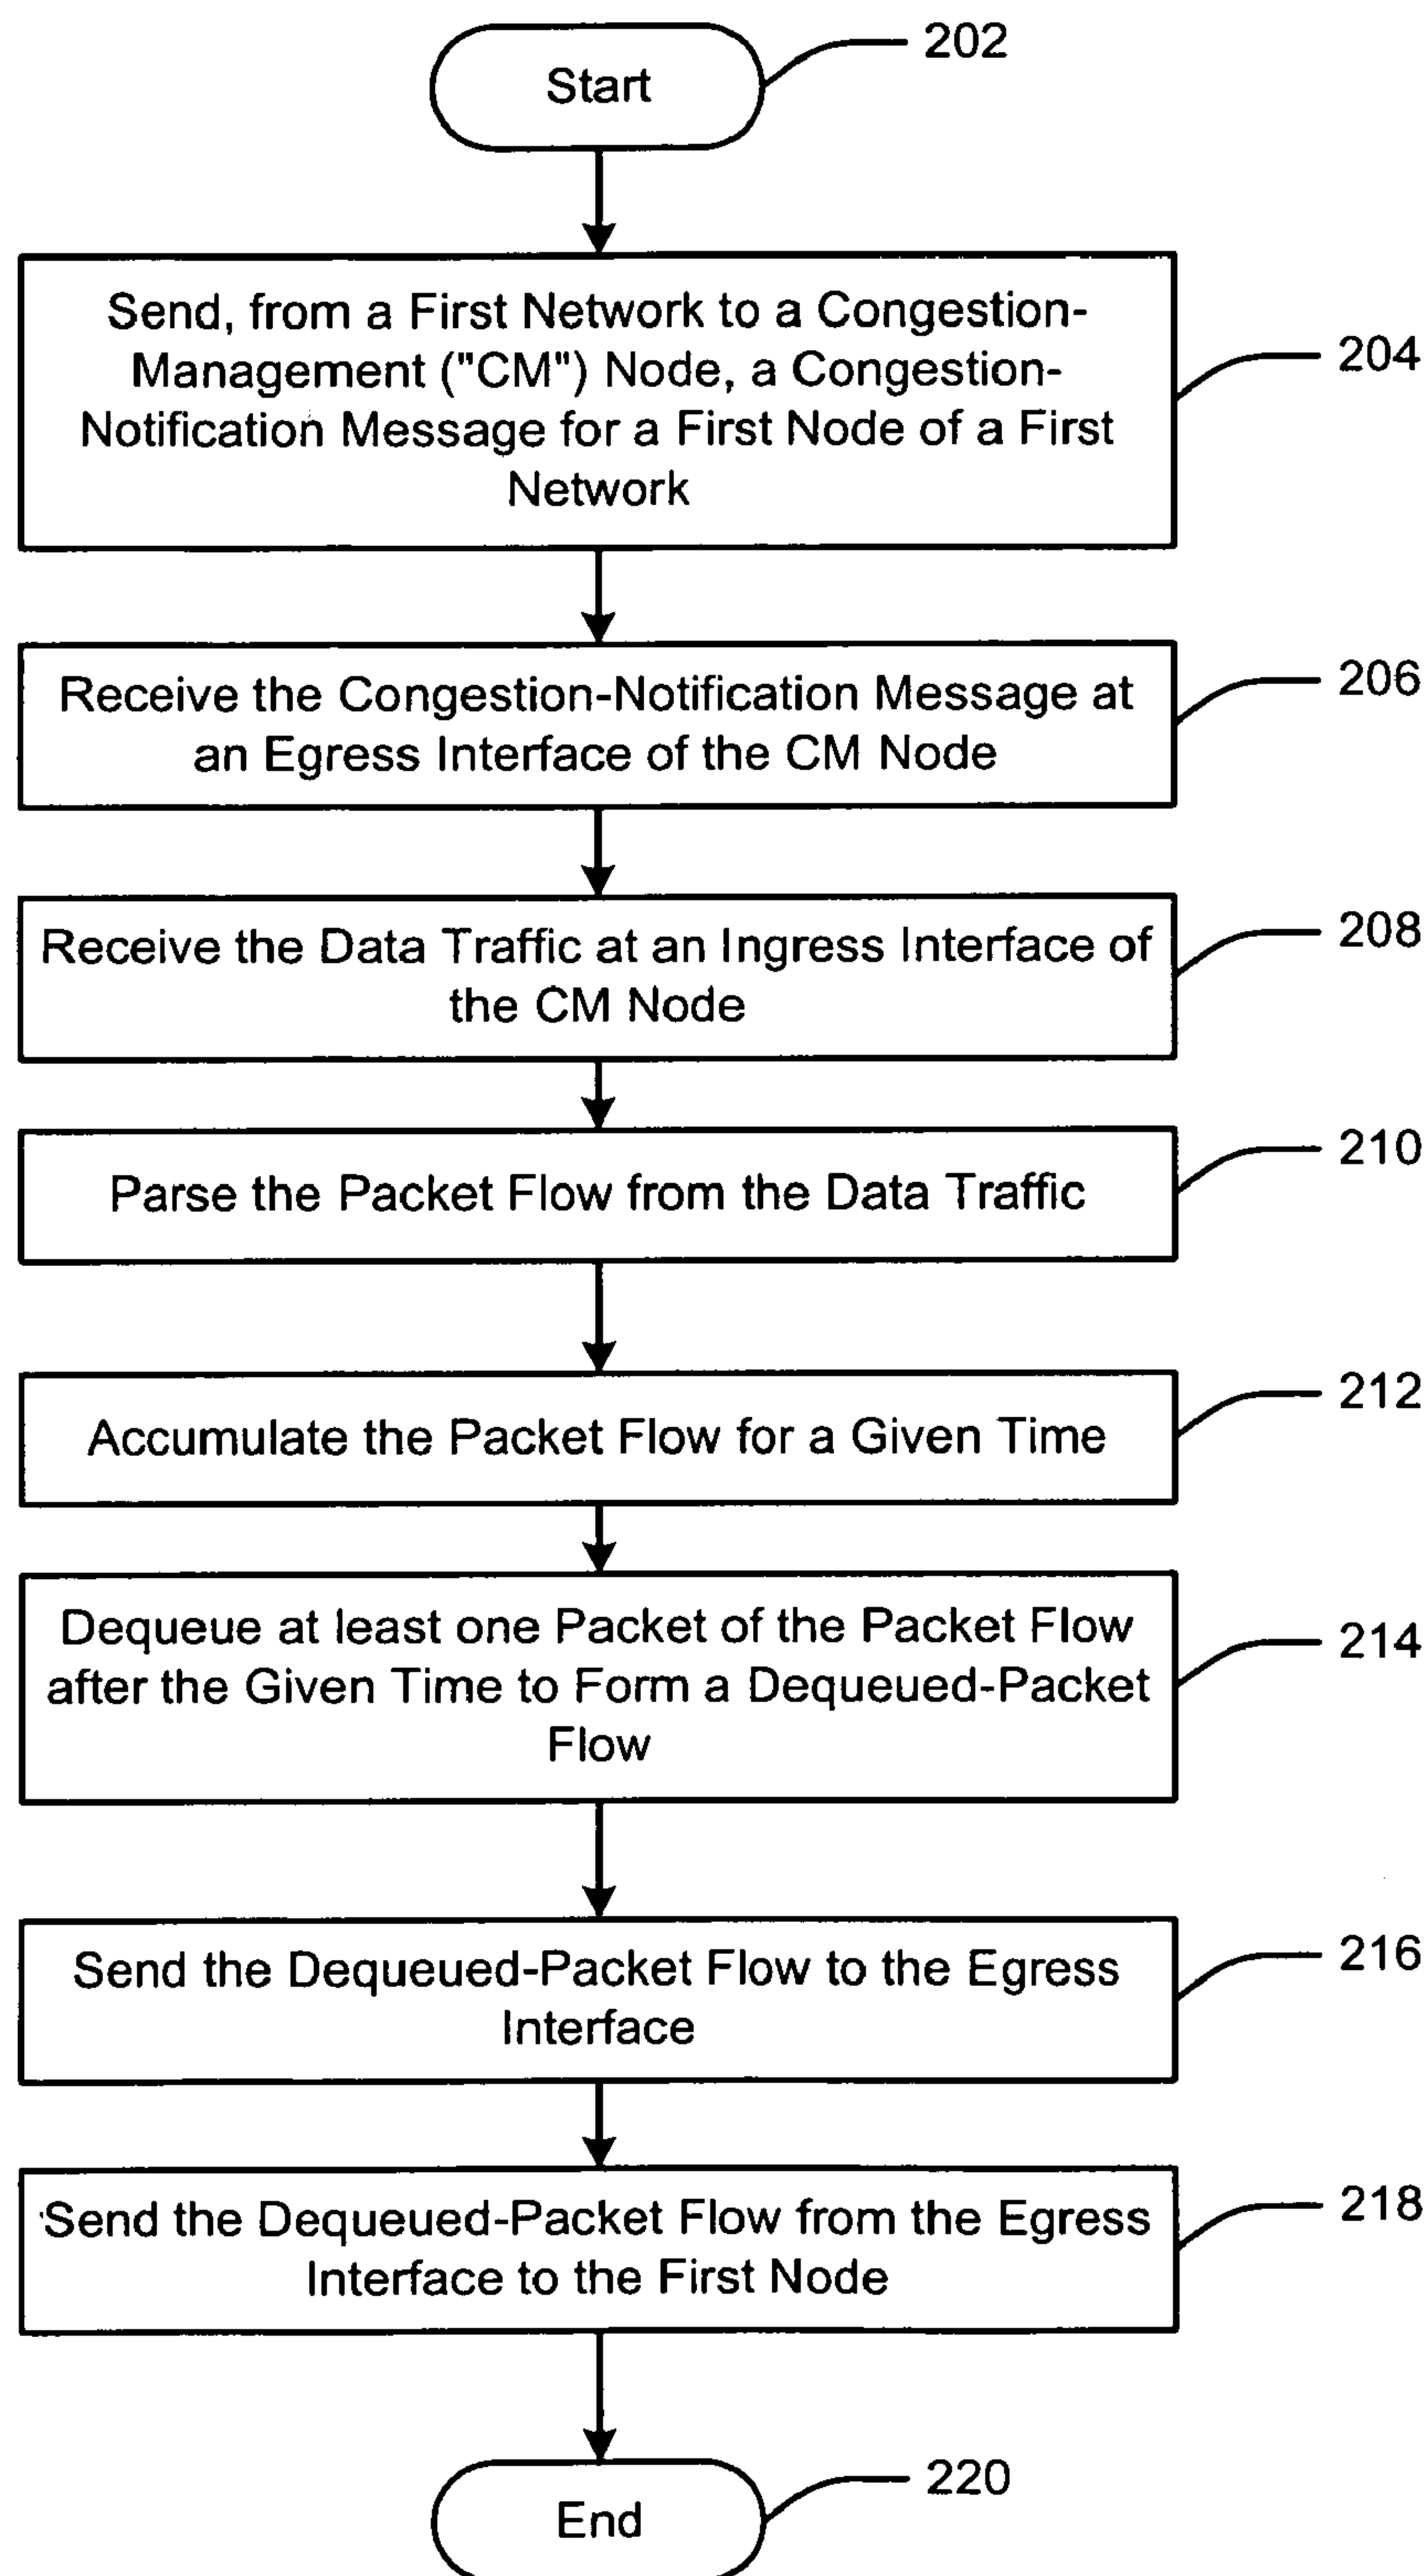 Start
202
Send, from a First Network to a Congestion-
Management ("CM") Node, a Congestion-
Notification Message for a First Node of a First
Network
204
Receive the Congestion-Notification Message at
an Egress Interface of the CM Node
206
Receive the Data Traffic at an Ingress Interface of
the CM Node
208
Parse the Packet Flow from the Data Traffic
210
Accumulate the Packet Flow for a Given Time
212
Dequeue at least one Packet of the Packet Flow
after the Given Time to Form a Dequeued-Packet
Flow
214
Send the Dequeued-Packet Flow to the Egress
Interface
216
Send the Dequeued-Packet Flow from the Egress
Interface to the First Node
218
End
220